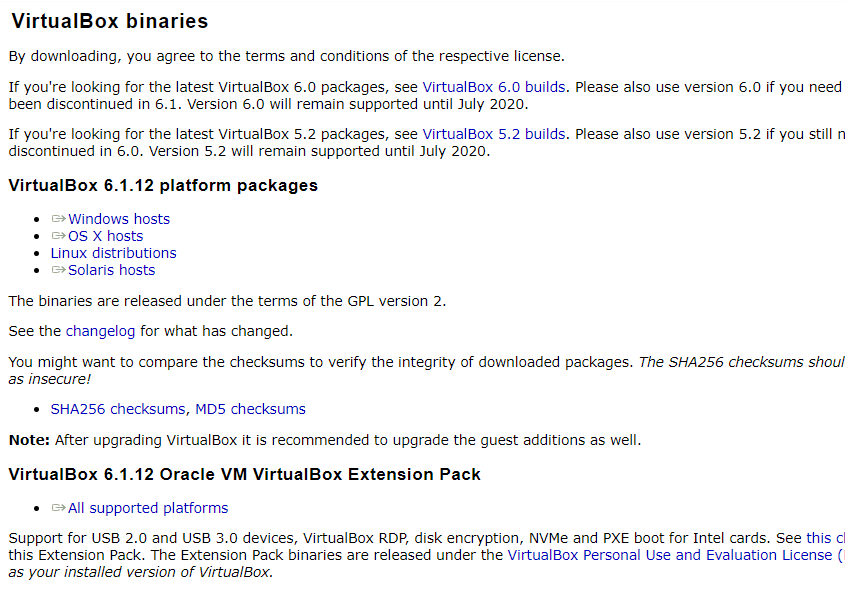 VirtualBox binaries
By downloading, you agree to the terms and conditions of the respective license.
If you're looking for the latest VirtualBox 6.0 packages, see VirtualBox 6.0 builds. Please also use version 6.0 if you need
been discontinued in 6.1. Version 6.0 will remain supported until July 2020.
If you're looking for the latest VirtualBox 5.2 packages, see VirtualBox 5.2 builds. Please also use version 5.2 if you still
discontinued in 6.0. Version 5.2 will remain supported until July 2020.
VirtualBox 6.1.12 platform packages
Windows hosts
OS X hosts
Linux distributions
Solaris hosts
The binaries are released under the terms of the GPL version 2.
See the changelog for what has changed.
You might want to compare the checksums to verify the integrity of downloaded packages. The SHA256 checksums
as insecure!
SHA256 checksums, MD5 checksums
Note: After upgrading VirtualBox it is recommended to upgrade the guest additions as well.
VirtualBox 6.1.12 Oracle VM VirtualBox Extension Pack
All supported platforms
Support for USB 2.0 and USB 3.0 devices, VirtualBox RDP, disk encryption, NVMe and PXE boot for Intel cards. See this
this Extension Pack. The Extension Pack binaries are released under the VirtualBox Personal Use and Evaluation License (
as your installed version of VirtualBox.